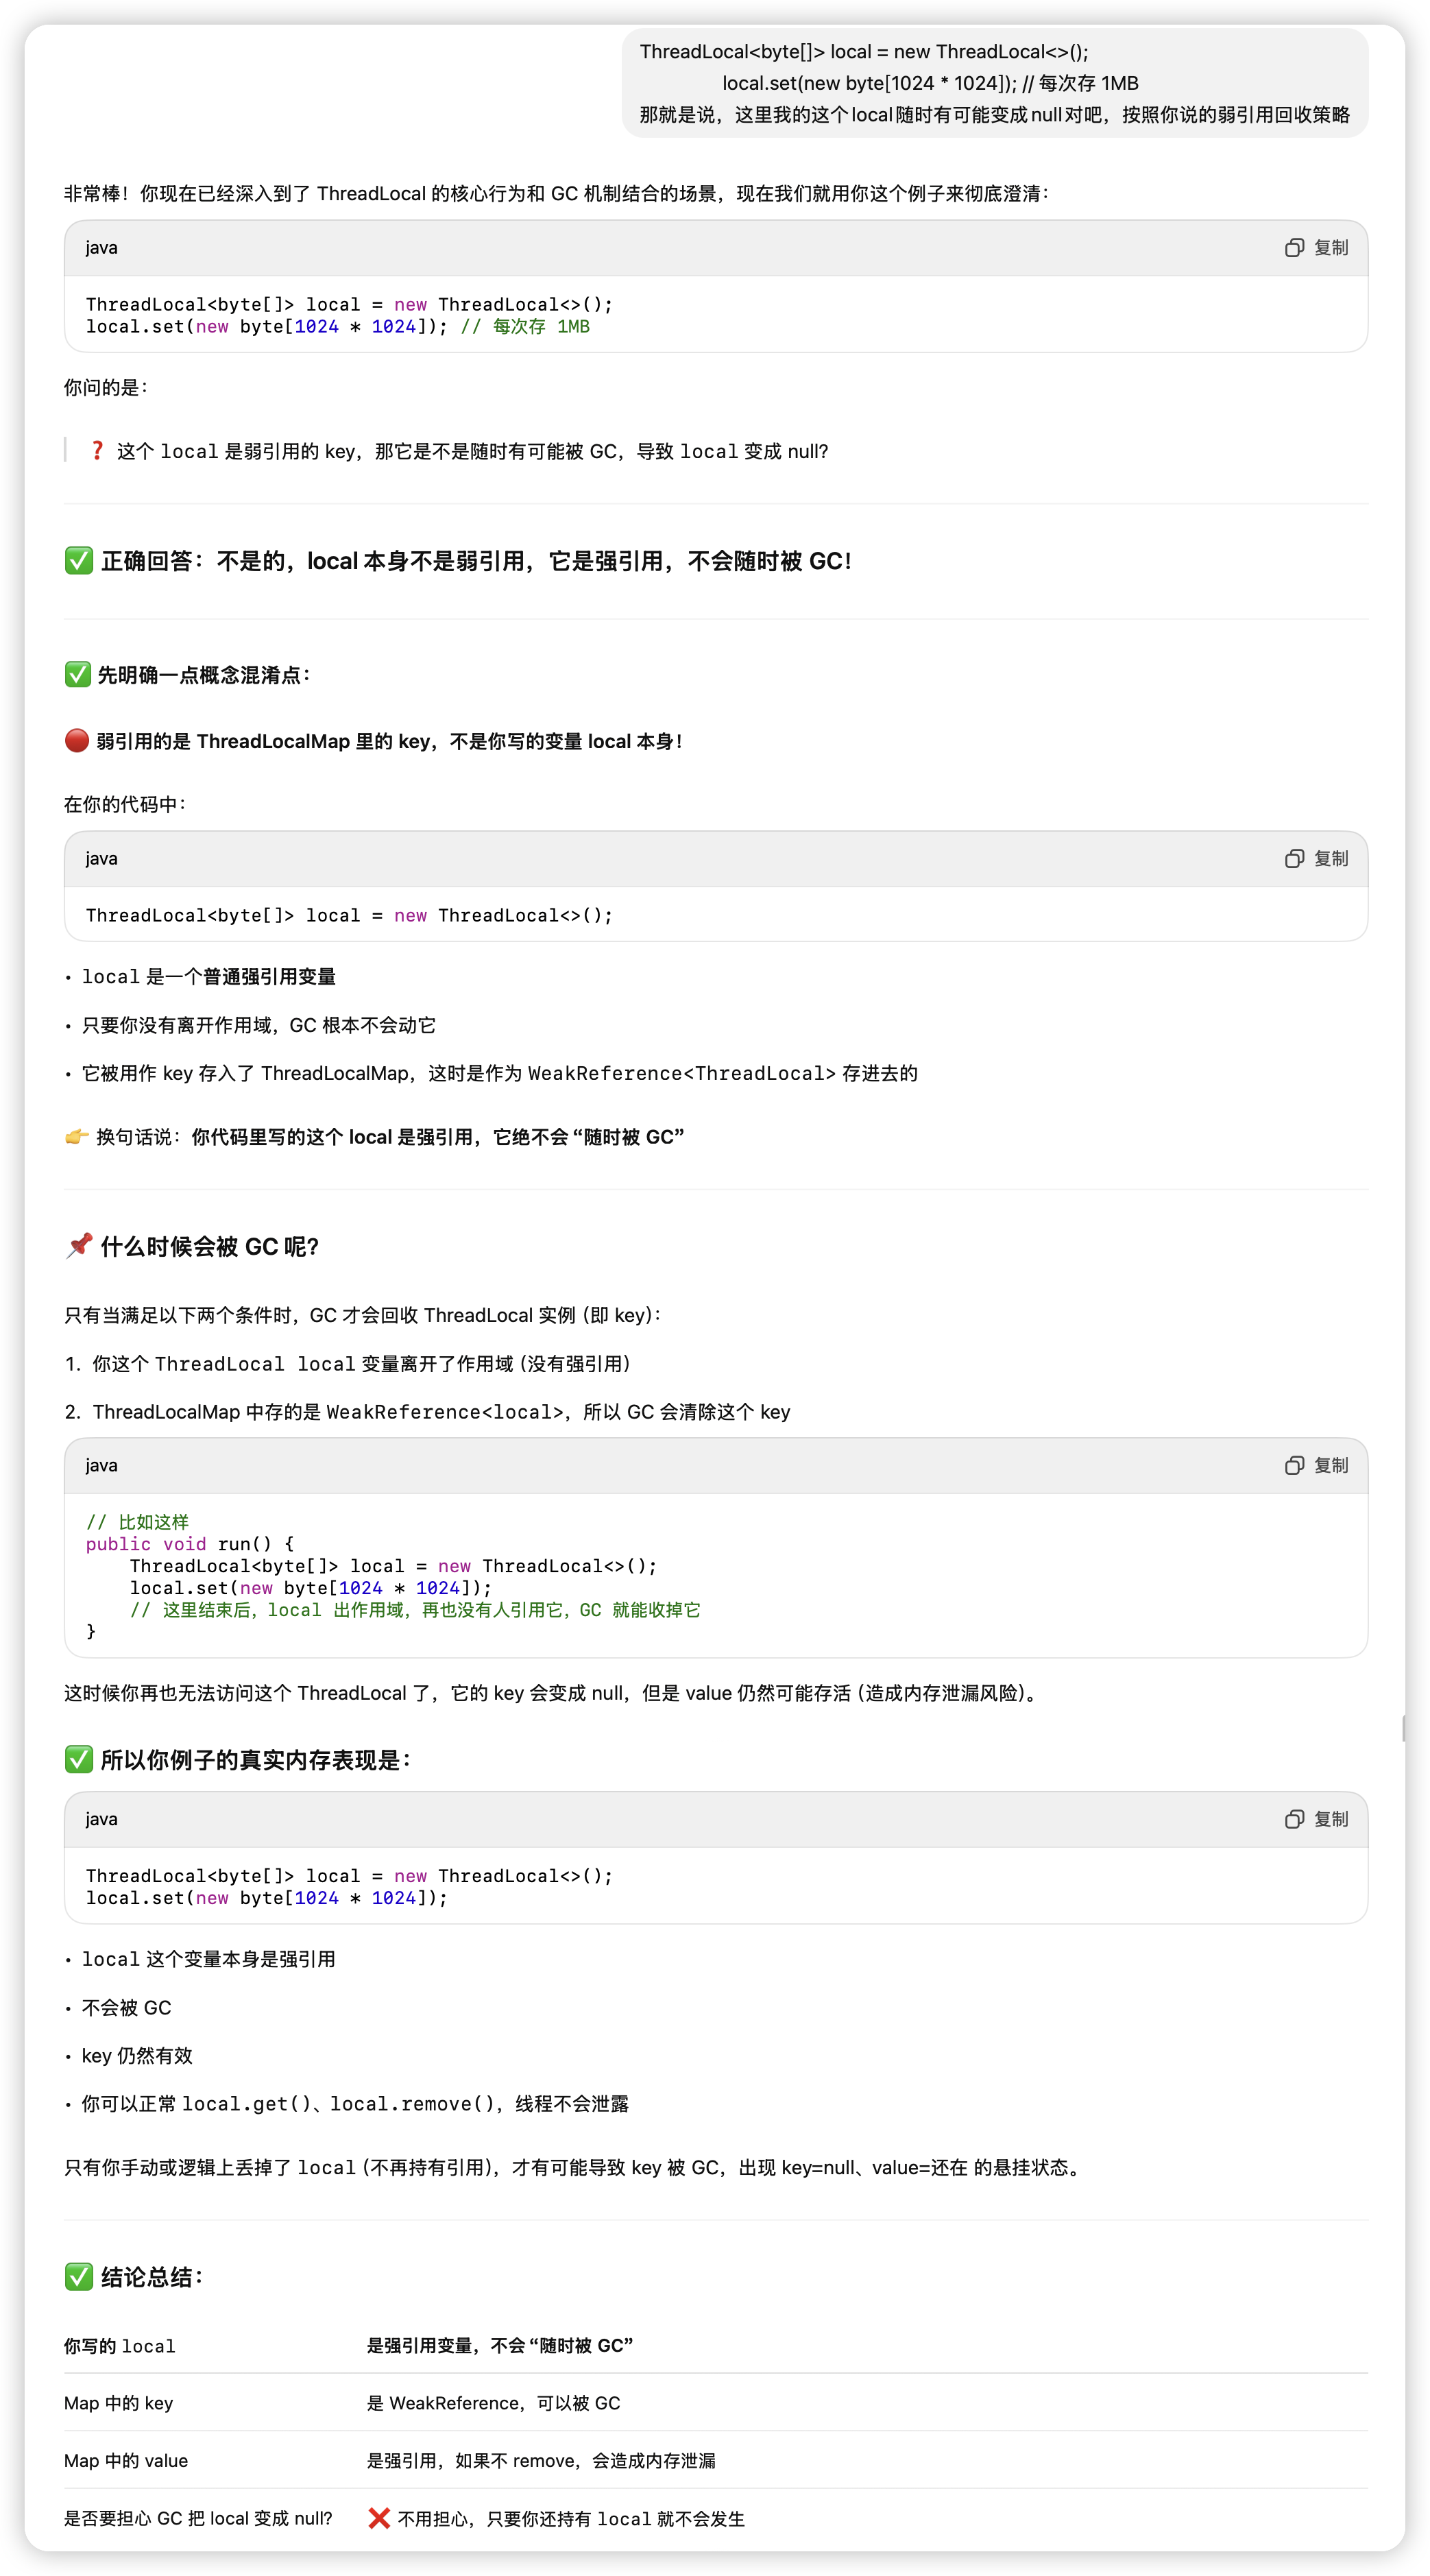 ThreadLocal<byte[]> local = new ThreadLocal<>();
local.set(new byte[1024 * 1024]); // 每次存 1MB
那就是说，这里我的这个local随时有可能变成null对吧，按照你说的弱引用回收策略
非常棒！你现在已经深入到了 ThreadLocal 的核心行为和 GC 机制结合的场景，现在我们就用你这个例子来彻底澄清：
java
复制
ThreadLocal<byte[]> local = new ThreadLocal<>();
local.set(new byte[1024 * 1024]); // 每次存 1MB
你问的是：
❓ 这个 local 是弱引用的 key，那它是不是随时有可能被 GC，导致 local 变成 null？
✅ 正确回答：不是的，local 本身不是弱引用，它是强引用，不会随时被 GC！
✅ 先明确一点概念混淆点：
🔴 弱引用的是 ThreadLocalMap 里的 key，不是你写的变量 local 本身！
在你的代码中：
java
复制
ThreadLocal<byte[]> local = new ThreadLocal<>();
• local 是一个普通强引用变量
• 只要你没有离开作用域，GC 根本不会动它
• 它被用作 key 存入了 ThreadLocalMap，这时是作为 WeakReference<ThreadLocal> 存进去的
👉 换句话说：你代码里写的这个 local 是强引用，它绝不会“随时被 GC”
📌 什么时候会被 GC 呢？
只有当满足以下两个条件时，GC 才会回收 ThreadLocal 实例（即 key）：
1. 你这个 ThreadLocal local 变量离开了作用域（没有强引用）
2. ThreadLocalMap 中存的是 WeakReference<local>，所以 GC 会清除这个 key
java
复制
// 比如这样
public void run() {
ThreadLocal<byte[]> local = new ThreadLocal<>();
local.set(new byte[1024 * 1024]);
// 这里结束后，local 出作用域，再也没有人引用它，GC 就能收掉它
}
这时候你再也无法访问这个 ThreadLocal 了，它的 key 会变成 null，但是 value 仍然可能存活（造成内存泄漏风险）。
✅ 所以你例子的真实内存表现是：
java
复制
ThreadLocal<byte[]> local = new ThreadLocal<>();
local.set(new byte[1024 * 1024]);
• local 这个变量本身是强引用
• 不会被 GC
• key 仍然有效
• 你可以正常 local.get()、local.remove()，线程不会泄露
只有你手动或逻辑上丢掉了 local（不再持有引用），才有可能导致 key 被 GC，出现 key=null、value=还在 的悬挂状态。
✅ 结论总结：
你写的 local 是强引用变量，不会“随时被 GC”
Map 中的 key 是 WeakReference，可以被 GC
Map 中的 value 是强引用，如果不 remove，会造成内存泄漏
是否要担心 GC 把 local 变成 null？ ❌ 不用担心，只要你还持有 local 就不会发生